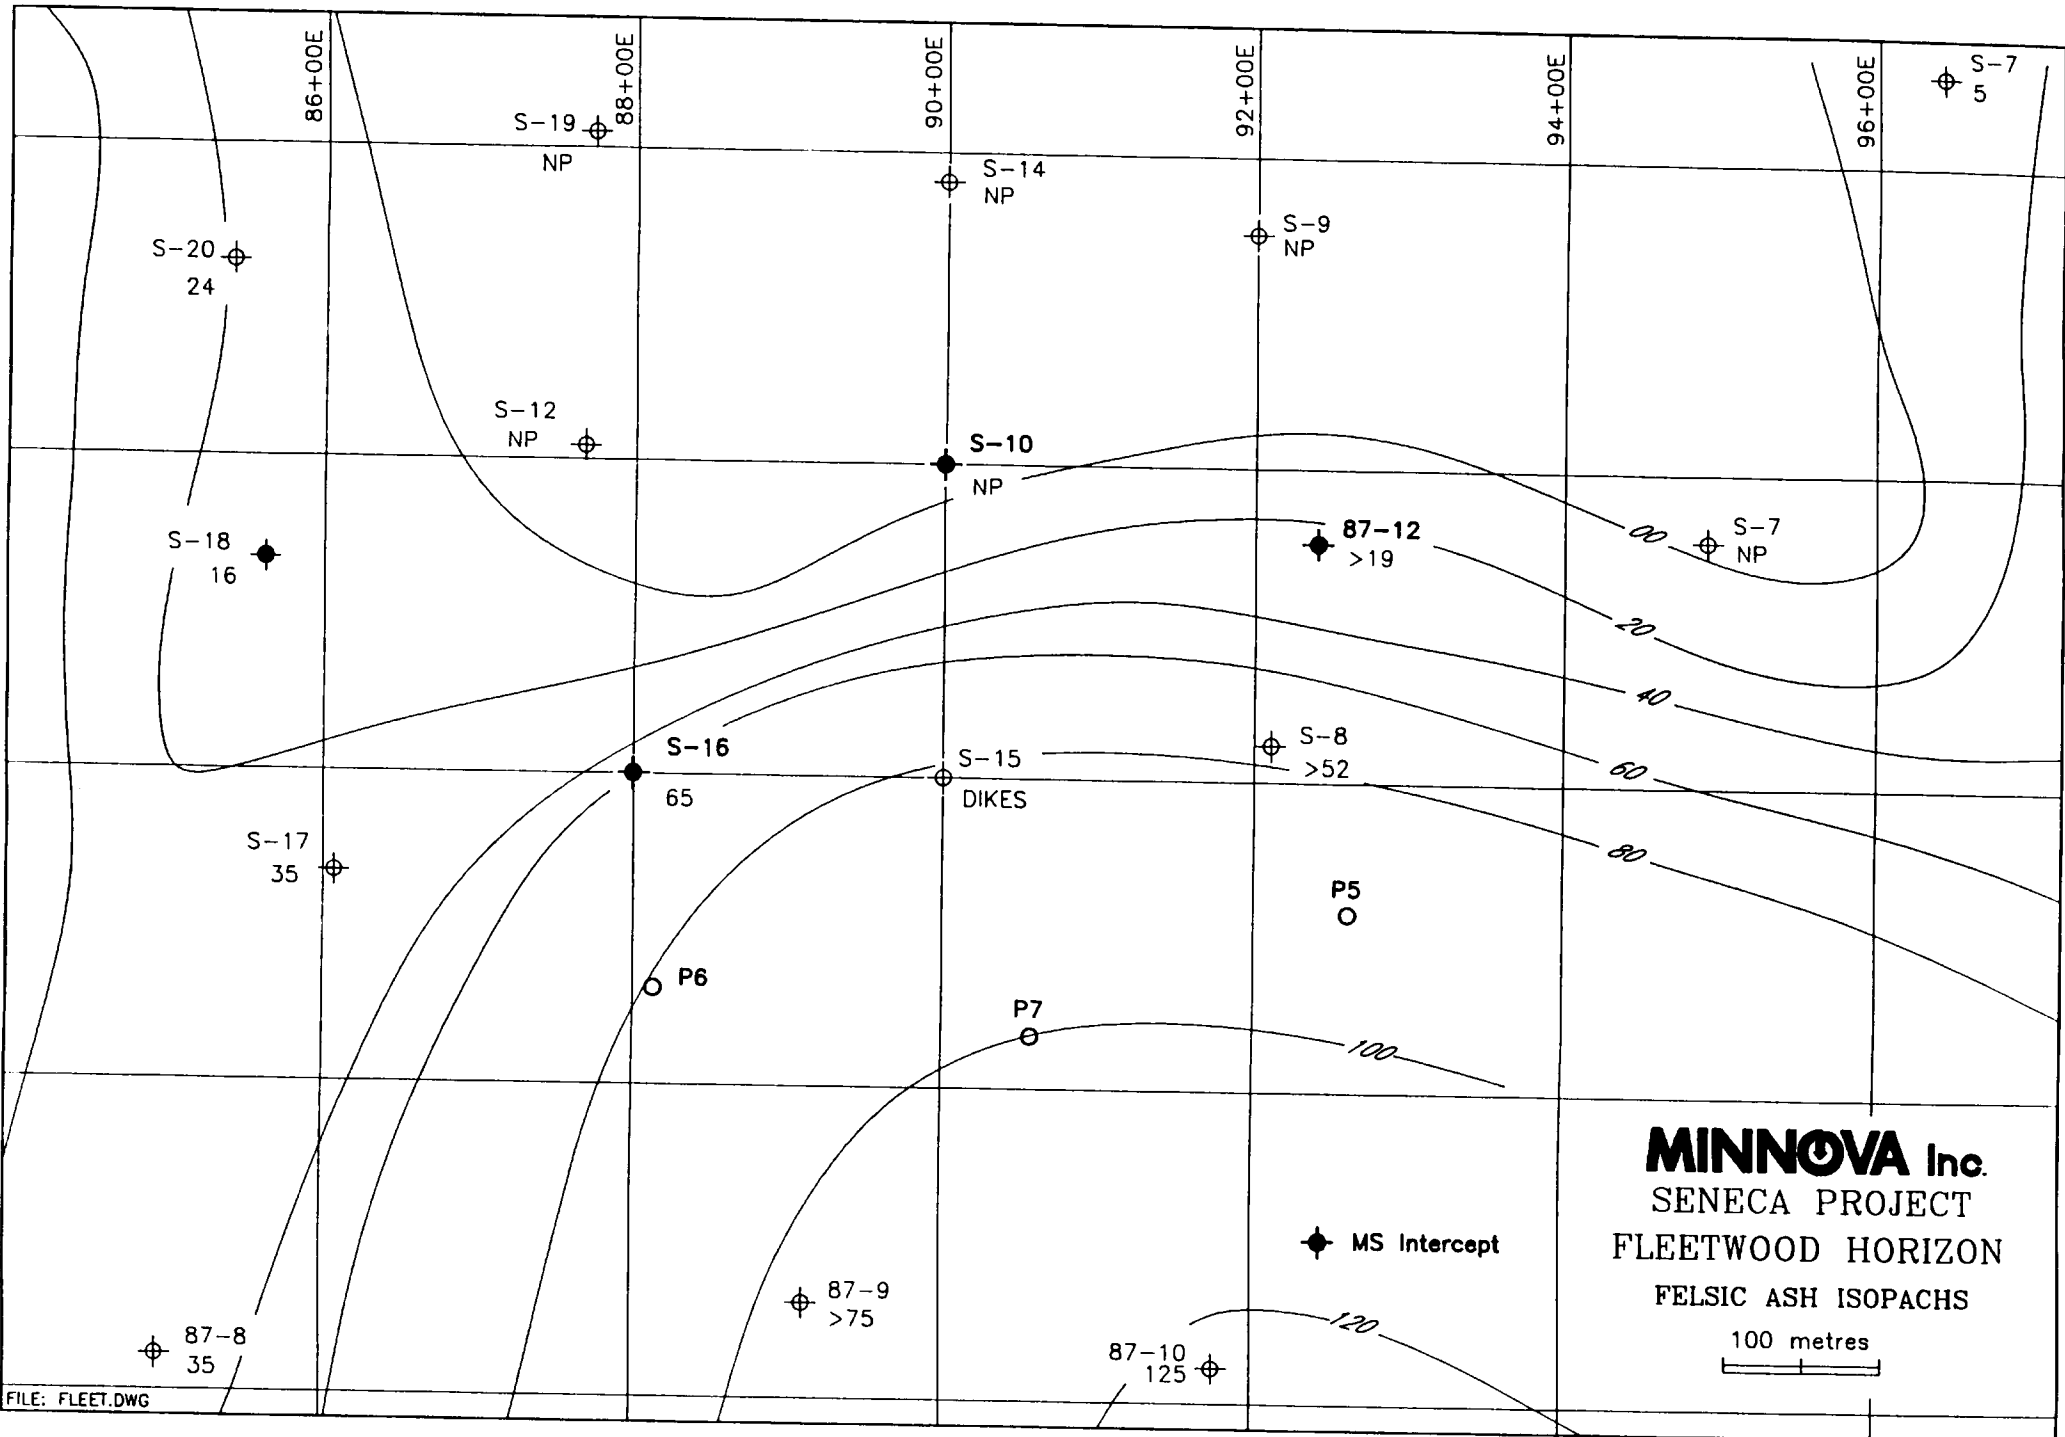 86+00E
88+00E
90+00E
92+00E
94+00E
96+00E
S-7
5
S-19
NP
S-14
NP
S-9
NP
S-20
24
S-12
NP
S-10
NP
S-18
16
87-12
>19
00
S-7
NP
20
40
S-16
65
S-15
DIKES
S-8
>52
60
S-17
35
80
P5
P6
P7
100
MINNOVA Inc.
SENECA PROJECT
FLEETWOOD HORIZON
FELSIC ASH ISOPACHS
100 metres
MS Intercept
87-9
>75
120
87-8
35
87-10
125
FILE: FLEET.DWG